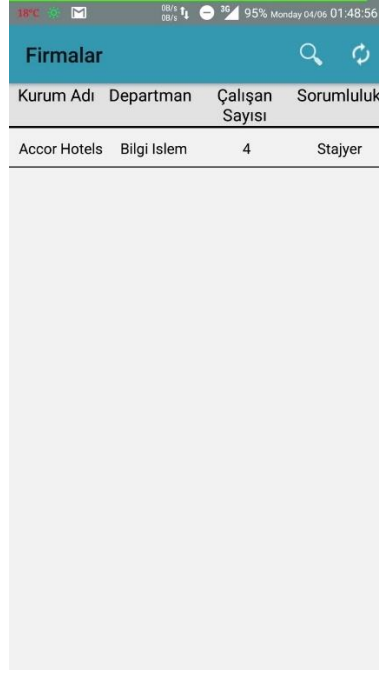 18°C 0B/s 0B/s 3G 95% Monday 04/06 01:48:56
Firmalar
Kurum Adı Departman Çalışan Sayısı Sorumluluk
Accor Hotels Bilgi Islem 4 Stajyer